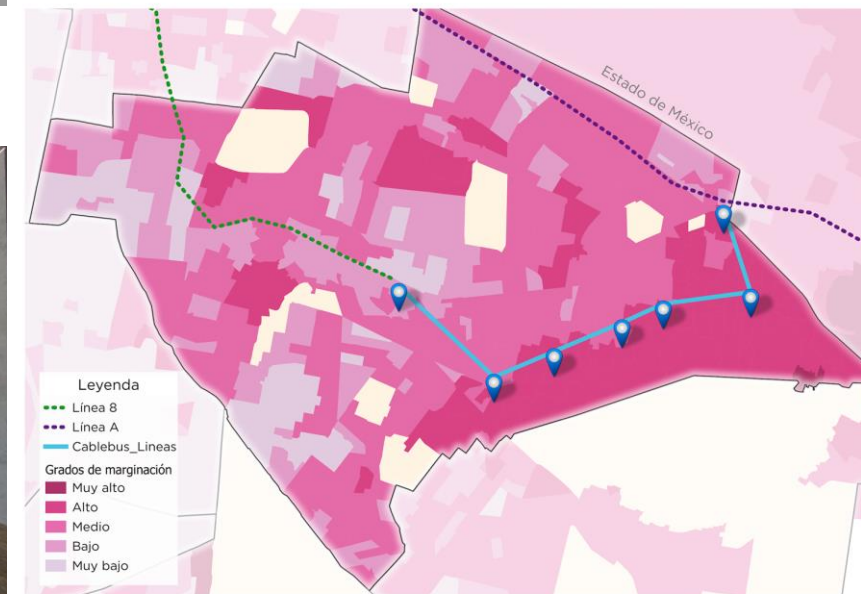 Estado de México
Leyenda
Línea 8
Línea A
Cablebus_Lineas
Grados de marginación
Muy alto
Alto
Medio
Bajo
Muy bajo